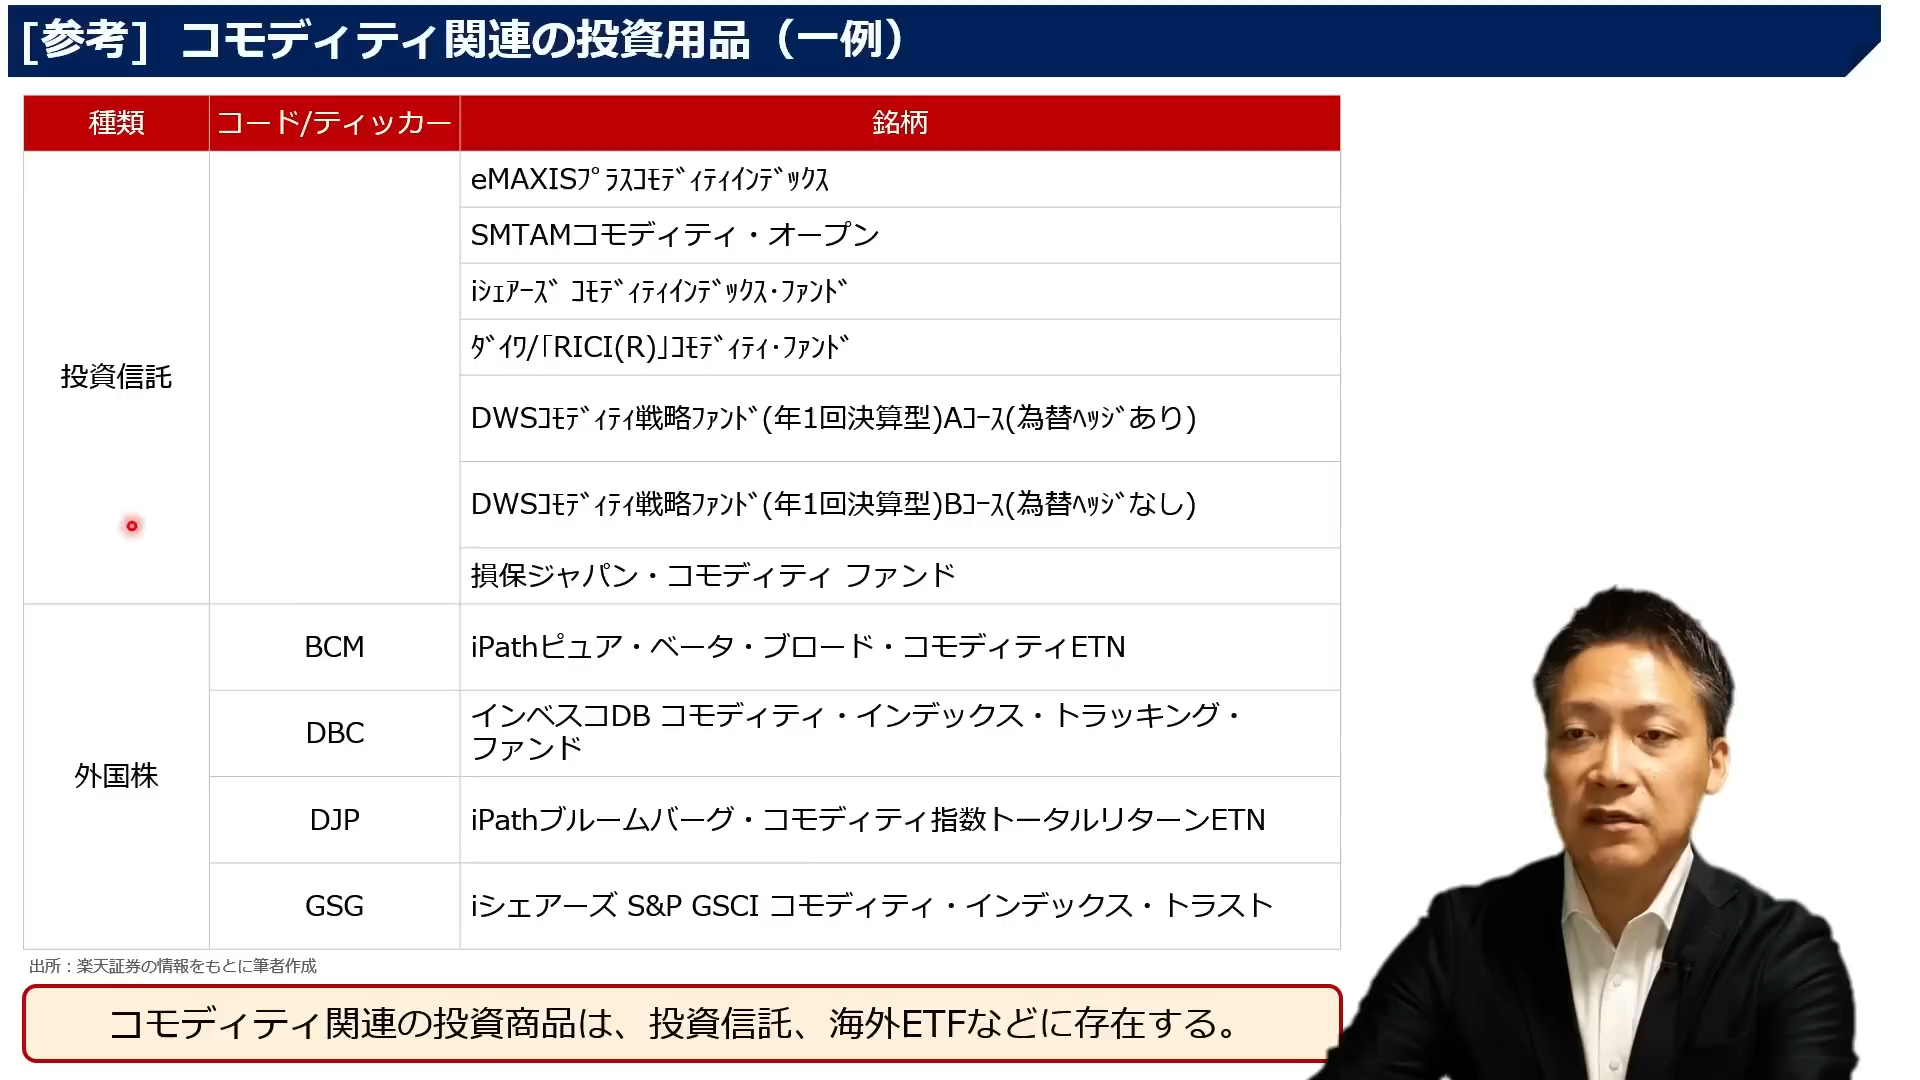 [参考] コモディティ関連の投資用品（一例）
種類 コード/ティッカー 銘柄
投資信託
eMAXISﾌﾟﾗｽｺﾓﾃﾞｨﾃｨｲﾝﾃﾞｯｸｽ
SMTAMコモディティ・オープン
iｼｪｱｰｽﾞ ｺﾓﾃﾞｨﾃｨｲﾝﾃﾞｯｸｽ･ﾌｧﾝﾄﾞ
ﾀﾞｲﾜ/｢RICI(R)｣ｺﾓﾃﾞｨﾃｨ･ﾌｧﾝﾄﾞ
DWSｺﾓﾃﾞｨﾃｨ戦略ﾌｧﾝﾄﾞ(年1回決算型)Aｺｰｽ(為替ﾍｯｼﾞあり)
DWSｺﾓﾃﾞｨﾃｨ戦略ﾌｧﾝﾄﾞ(年1回決算型)Bｺｰｽ(為替ﾍｯｼﾞなし)
損保ジャパン・コモディティ ファンド
外国株
BCM iPathピュア・ベータ・ブロード・コモディティETN
DBC インベスコDB コモディティ・インデックス・トラッキング・
ファンド
DJP iPathブルームバーグ・コモディティ指数トータルリターンETN
GSG iシェアーズ S&P GSCI コモディティ・インデックス・トラスト
出所：楽天証券の情報をもとに筆者作成
コモディティ関連の投資商品は、投資信託、海外ETFなどに存在する。